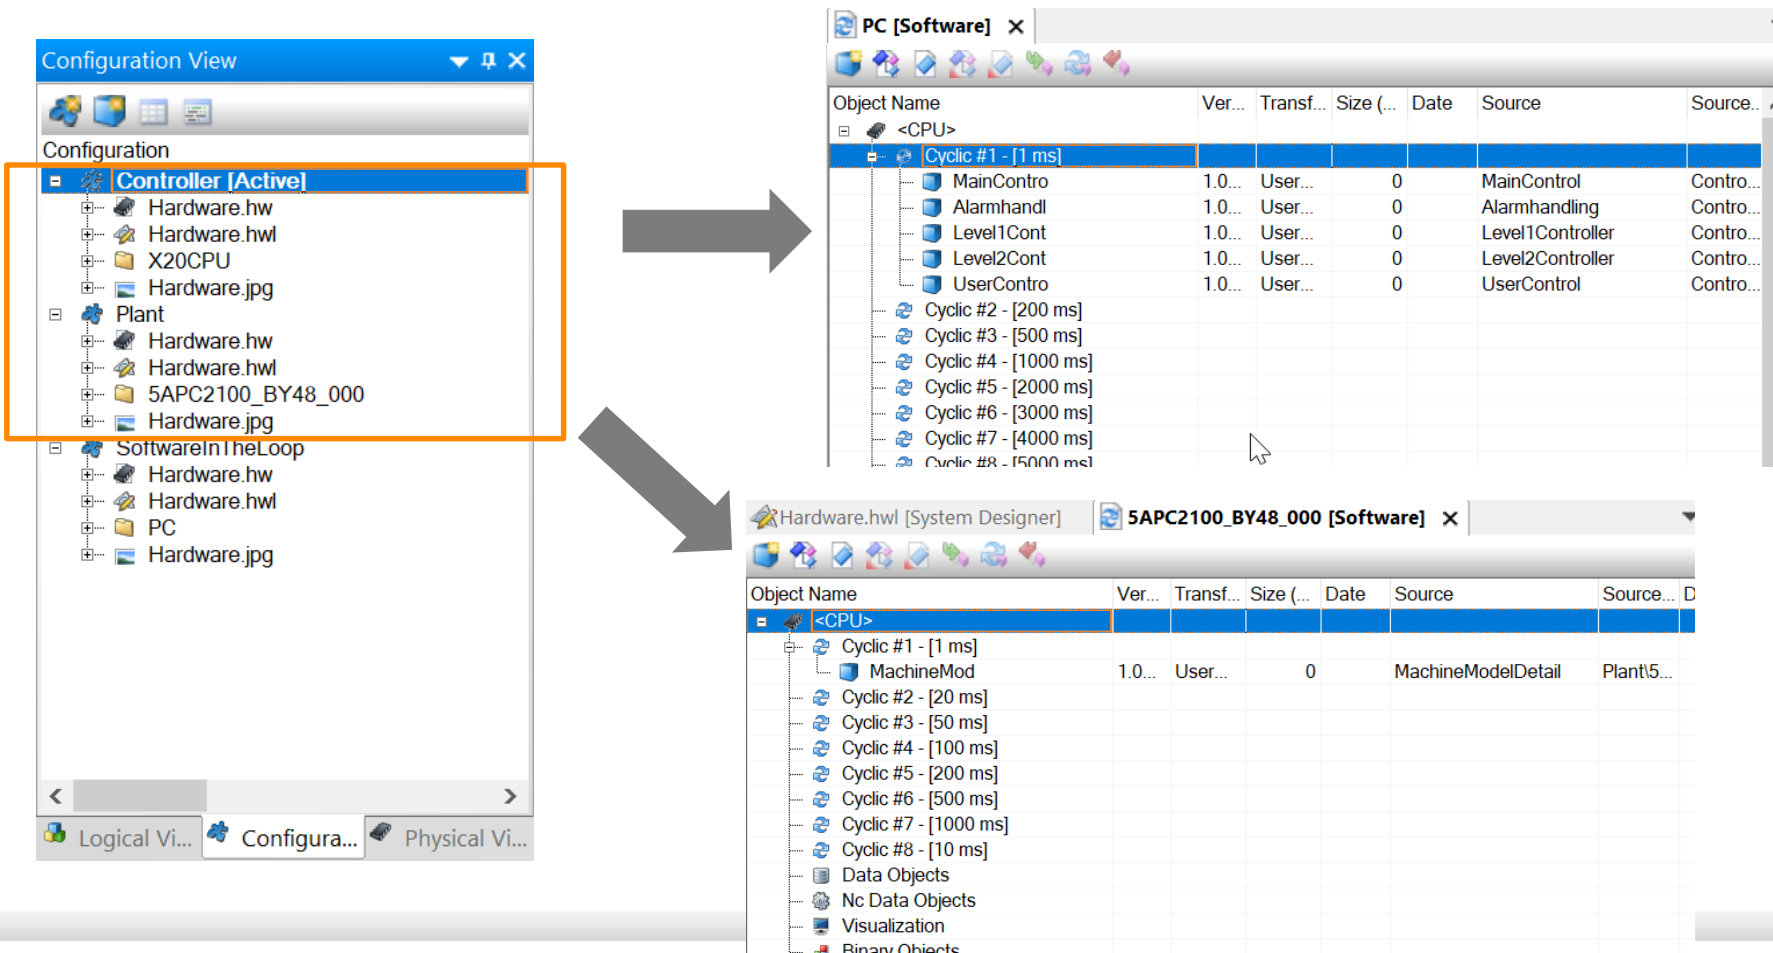 Configuration View
Configuration
Controller [Active]
Hardware.hw
Hardware.hwl
X20CPU
Hardware.jpg
Plant
Hardware.hw
Hardware.hwl
5APC2100_BY48_000
Hardware.jpg
SoftwareInTheLoop
Hardware.hw
Hardware.hwl
PC
Hardware.jpg
Logical Vi... Configura... Physical Vi...
PC [Software]
Object Name Ver... Transf... Size (... Date Source Source..
<CPU>
Cyclic #1 - [1 ms]
MainContro 1.0... User... 0 MainControl Contro...
Alarmhandl 1.0... User... 0 Alarmhandling Contro...
Level1Cont 1.0... User... 0 Level1Controller Contro...
Level2Cont 1.0... User... 0 Level2Controller Contro...
UserContro 1.0... User... 0 UserControl Contro...
Cyclic #2 - [200 ms]
Cyclic #3 - [500 ms]
Cyclic #4 - [1000 ms]
Cyclic #5 - [2000 ms]
Cyclic #6 - [3000 ms]
Cyclic #7 - [4000 ms]
Cyclic #8 - [5000 ms]
Hardware.hwl [System Designer] 5APC2100_BY48_000 [Software]
Object Name Ver... Transf... Size (... Date Source Source... D
<CPU>
Cyclic #1 - [1 ms]
MachineMod 1.0... User... 0 MachineModelDetail Plant\5...
Cyclic #2 - [20 ms]
Cyclic #3 - [50 ms]
Cyclic #4 - [100 ms]
Cyclic #5 - [200 ms]
Cyclic #6 - [500 ms]
Cyclic #7 - [1000 ms]
Cyclic #8 - [10 ms]
Data Objects
Nc Data Objects
Visualization
Binary Objects